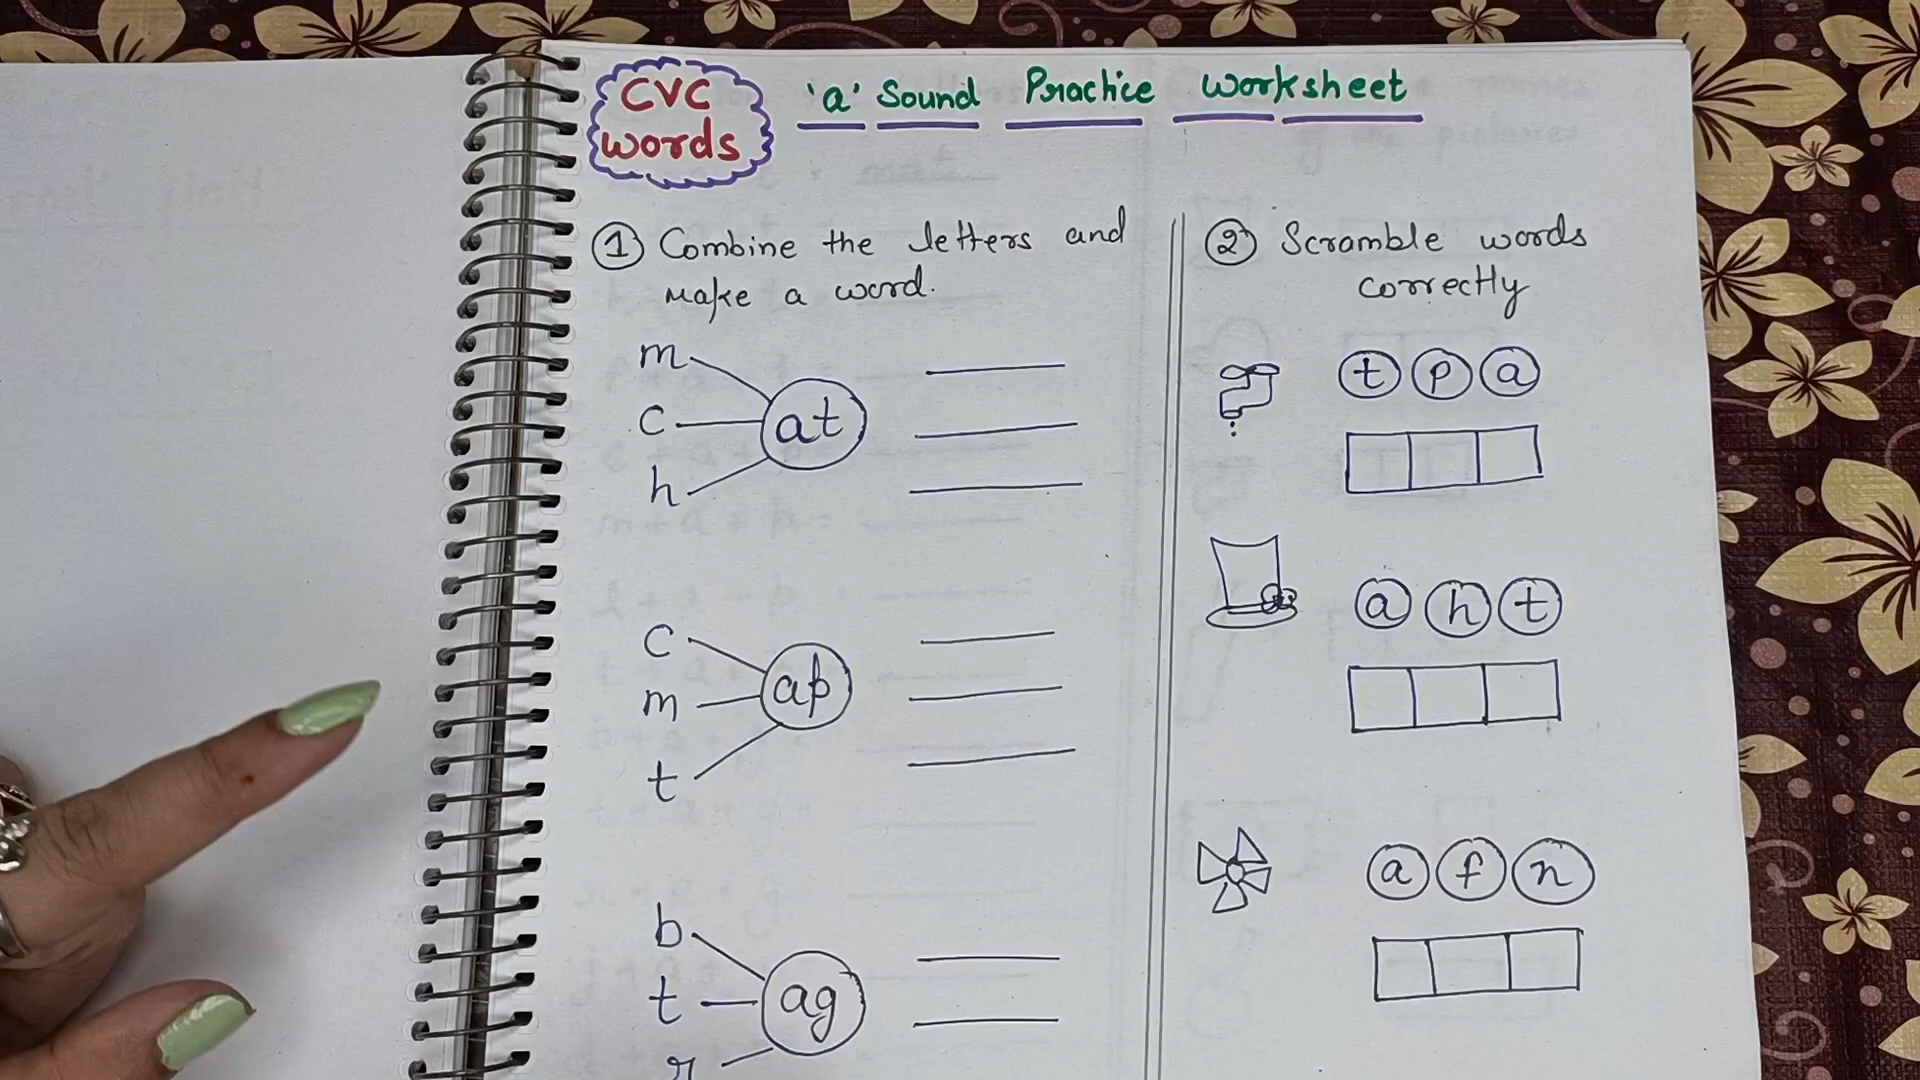 CVC
words
'a' Sound Practice Worksheet
1 Combine the letters and
make a word.
m
c
h
at
c
m
t
ap
b
t
r
ag
2 Scramble words
correctly
t p a
a h t
a f n